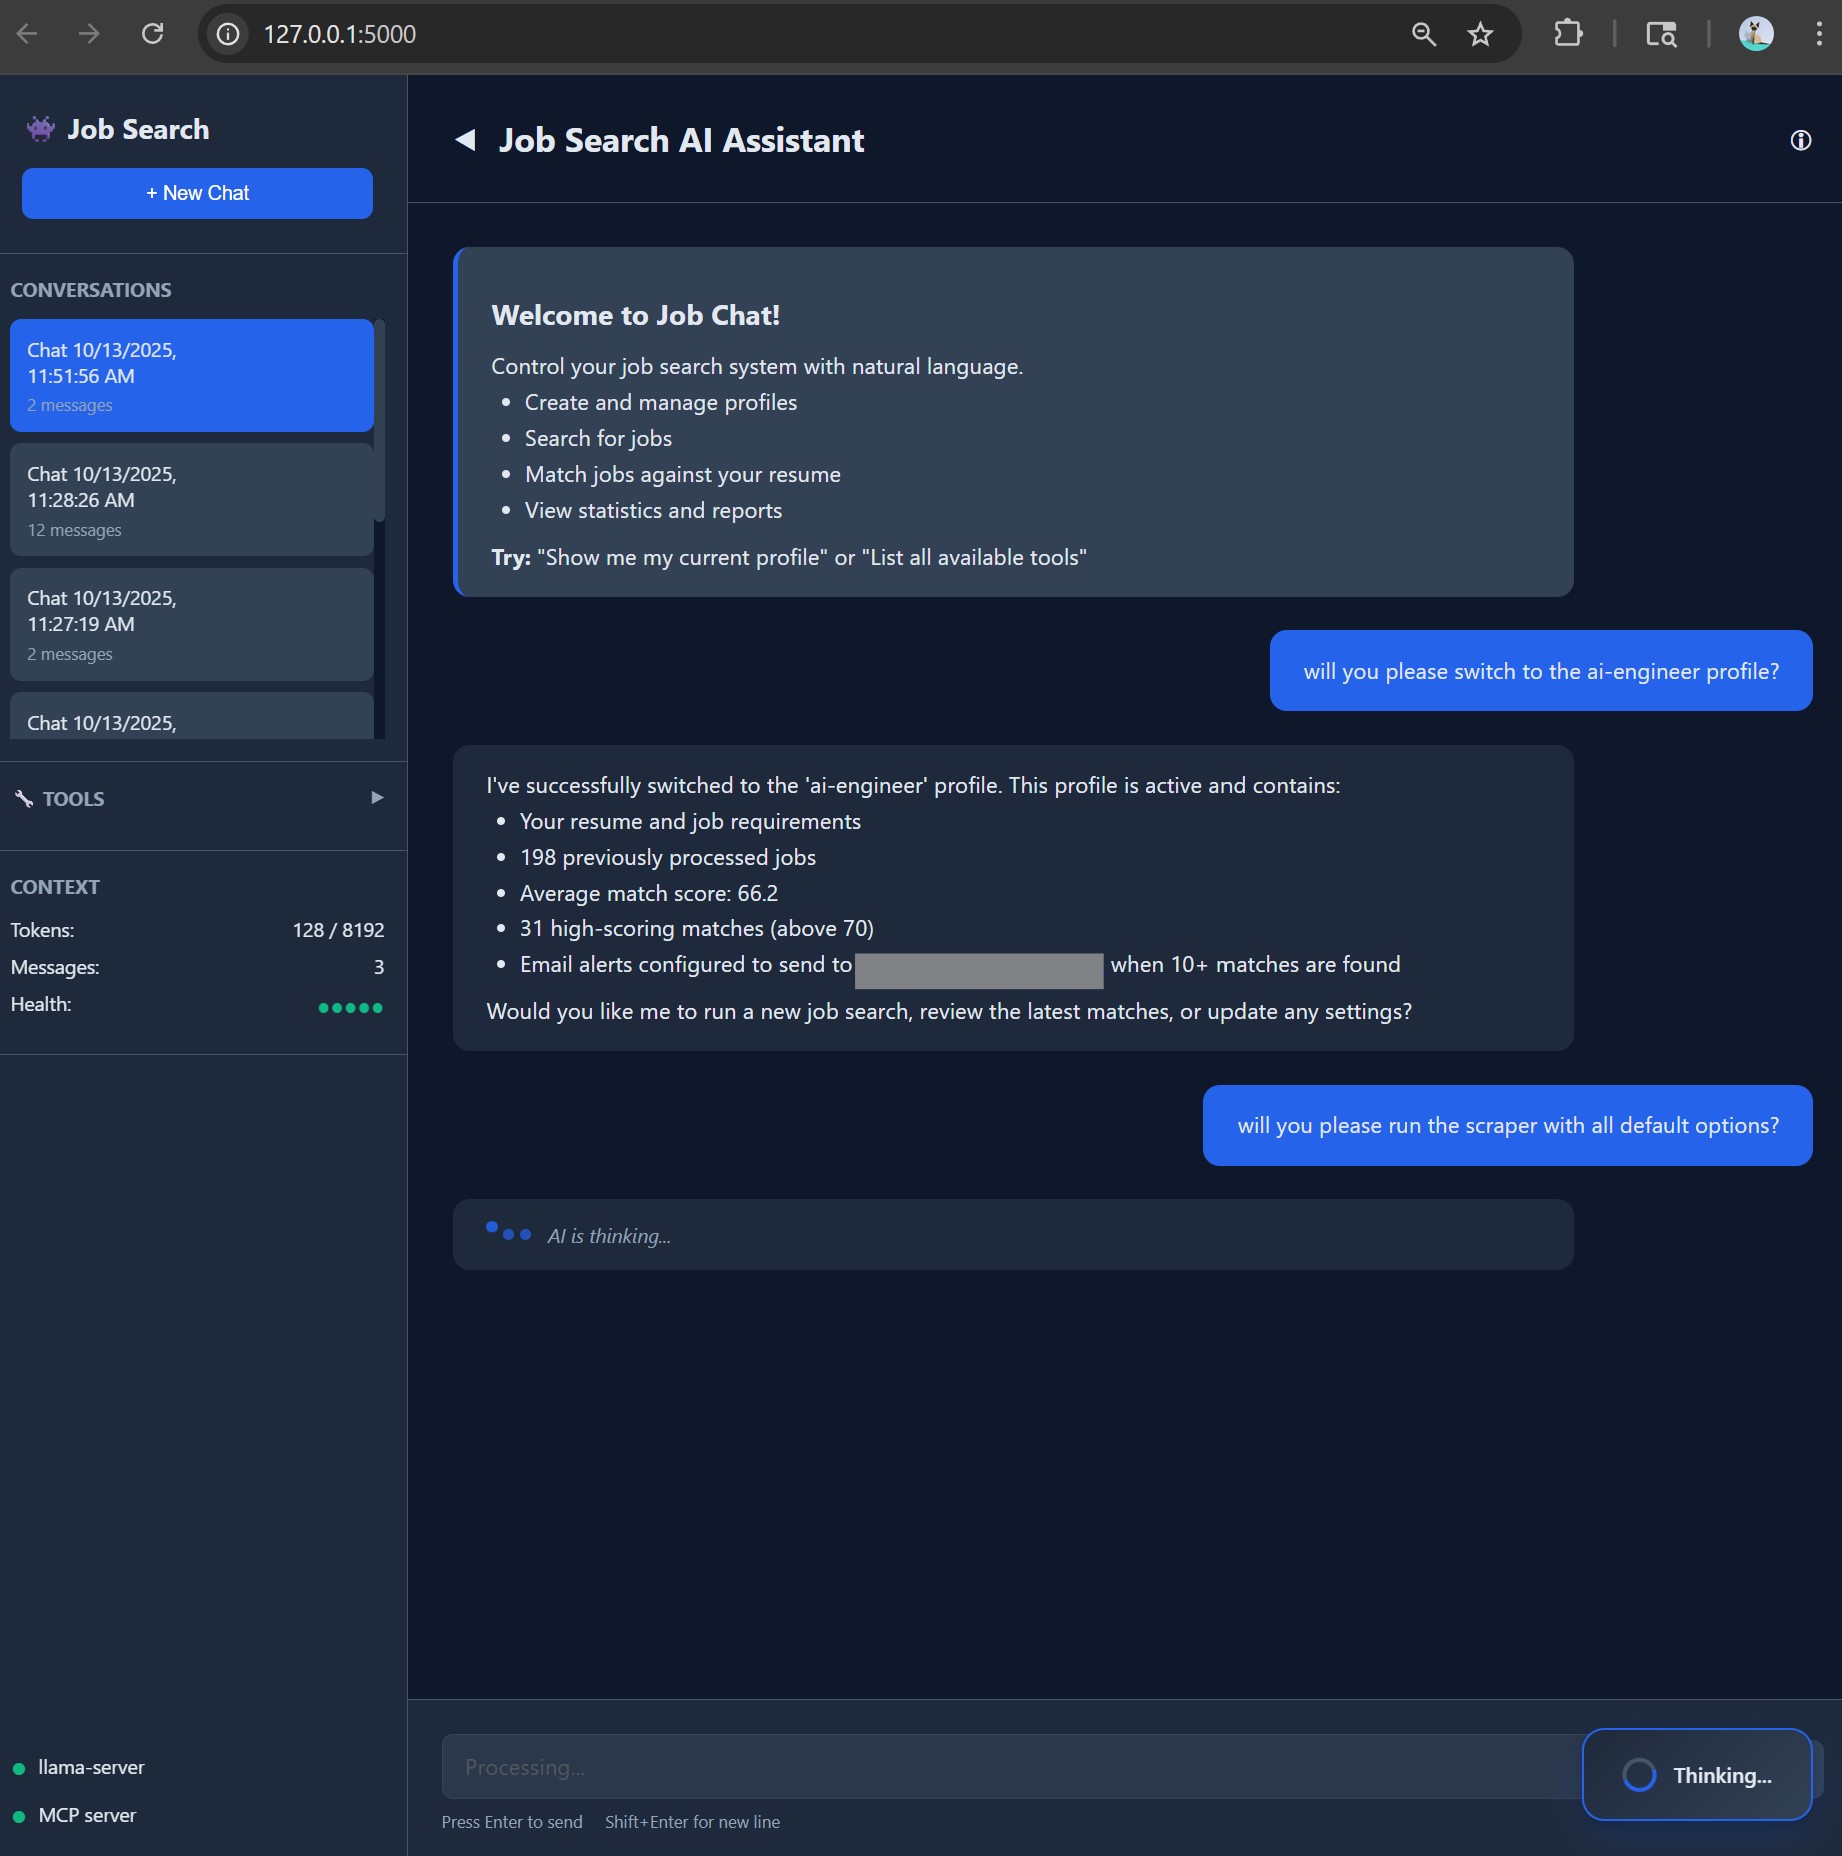 127.0.0.1:5000
Job Search
+ New Chat
CONVERSATIONS
Chat 10/13/2025,
11:51:56 AM
2 messages
Chat 10/13/2025,
11:28:26 AM
12 messages
Chat 10/13/2025,
11:27:19 AM
2 messages
Chat 10/13/2025,
TOOLS
CONTEXT
Tokens: 128 / 8192
Messages: 3
Health:
llama-server
MCP server
Job Search AI Assistant
Welcome to Job Chat!
Control your job search system with natural language.
• Create and manage profiles
• Search for jobs
• Match jobs against your resume
• View statistics and reports
Try: "Show me my current profile" or "List all available tools"
will you please switch to the ai-engineer profile?
I've successfully switched to the 'ai-engineer' profile. This profile is active and contains:
• Your resume and job requirements
• 198 previously processed jobs
• Average match score: 66.2
• 31 high-scoring matches (above 70)
• Email alerts configured to send to when 10+ matches are found
Would you like me to run a new job search, review the latest matches, or update any settings?
will you please run the scraper with all default options?
AI is thinking...
Processing...
Thinking...
Press Enter to send Shift+Enter for new line